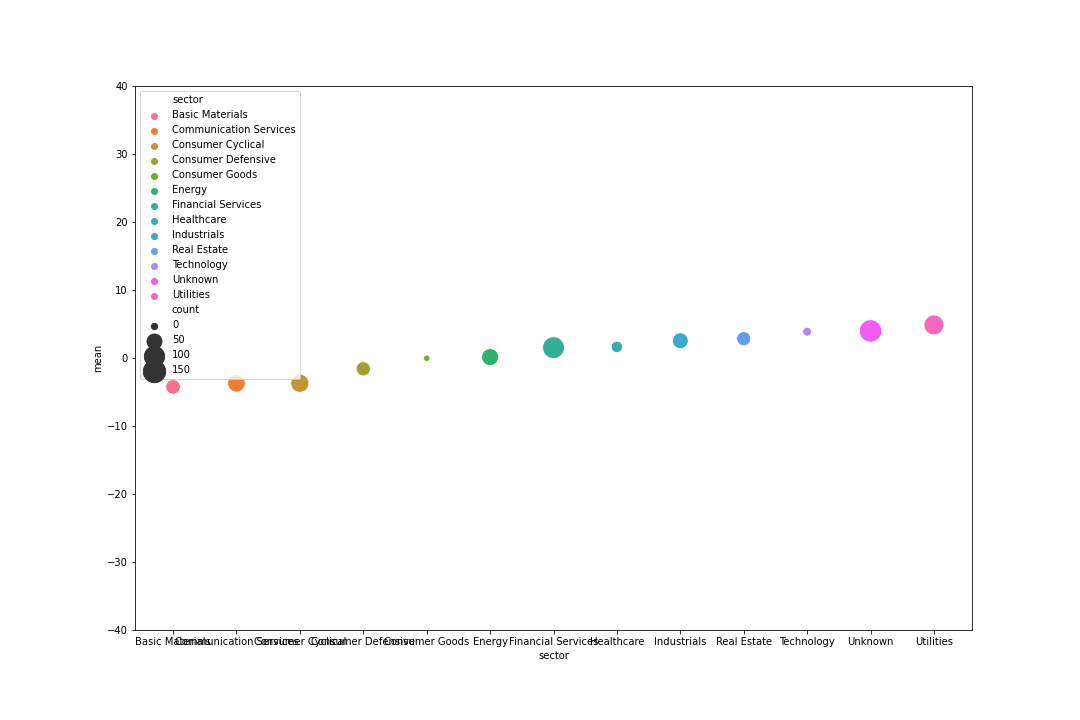 40
30
20
10
0
−10
−20
−30
−40
mean
sector
Basic Materials
Communication Services
Consumer Cyclical
Consumer Defensive
Consumer Goods
Energy
Financial Services
Healthcare
Industrials
Real Estate
Technology
Unknown
Utilities
count
0
50
100
150
Basic Materials Communication Services Consumer Cyclical Consumer Defensive Consumer Goods Energy Financial Services Healthcare Industrials Real Estate Technology Unknown Utilities
sector